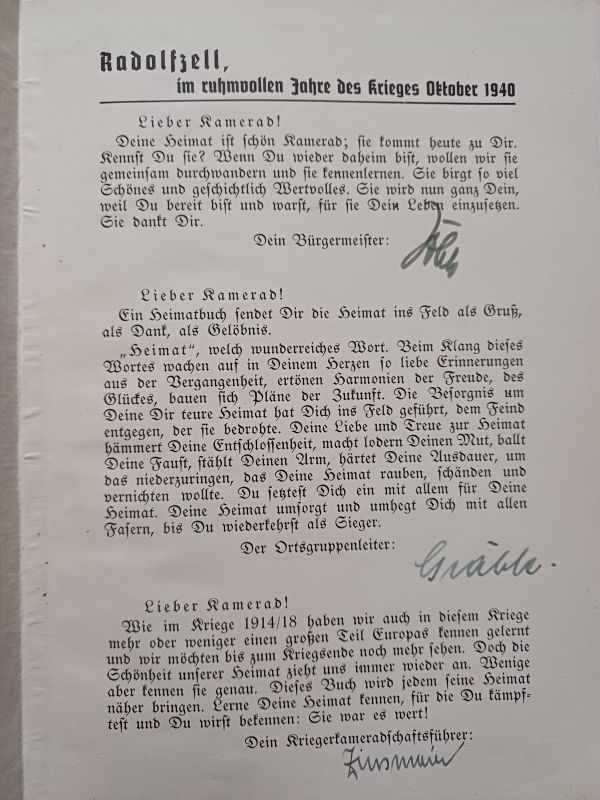 Radolfzell,
im ruhmvollen Jahre des Krieges Oktober 1940
Lieber Kamerad!
Deine Heimat ist schön Kamerad; sie kommt heute zu Dir.
Kennst Du sie? Wenn Du wieder daheim bist, wollen wir sie
gemeinsam durchwandern und sie kennenlernen. Sie birgt so viel
Schönes und geschichtlich Wertvolles. Sie wird nun ganz Dein,
weil Du bereit bist und warst, für sie Dein Leben einzusetzen.
Sie dankt Dir.
Dein Bürgermeister:
Lieber Kamerad!
Ein Heimatbuch sendet Dir die Heimat ins Feld als Gruß,
als Dank, als Gelöbnis.
„Heimat“, welch wunderreiches Wort. Beim Klang dieses
Wortes wachen auf in Deinem Herzen so liebe Erinnerungen
aus der Vergangenheit, ertönen Harmonien der Freude, des
Glückes, bauen sich Pläne der Zukunft. Die Besorgnis um
Deine Dir teure Heimat hat Dich ins Feld geführt, dem Feind
entgegen, der sie bedrohte. Deine Liebe und Treue zur Heimat
hämmert Deine Entschlossenheit, macht lodern Deinen Mut, ballt
Deine Faust, stählt Deinen Arm, härtet Deine Ausdauer, um
das niederzuringen, das Deine Heimat rauben, schänden und
vernichten wollte. Du setztest Dich ein mit allem für Deine
Heimat. Deine Heimat umsorgt und umhegt Dich mit allen
Fasern, bis Du wiederkehrst als Sieger.
Der Ortsgruppenleiter:
Gräble.
Lieber Kamerad!
Wie im Kriege 1914/18 haben wir auch in diesem Kriege
mehr oder weniger einen großen Teil Europas kennen gelernt
und wir möchten bis zum Kriegsende noch mehr sehen. Doch die
Schönheit unserer Heimat zieht uns immer wieder an. Wenige
aber kennen sie genau. Dieses Buch wird jedem seine Heimat
näher bringen. Lerne Deine Heimat kennen, für die Du kämpf-
test und Du wirst bekennen: Sie war es wert!
Dein Kriegerkameradschaftsführer:
Zinsmaier